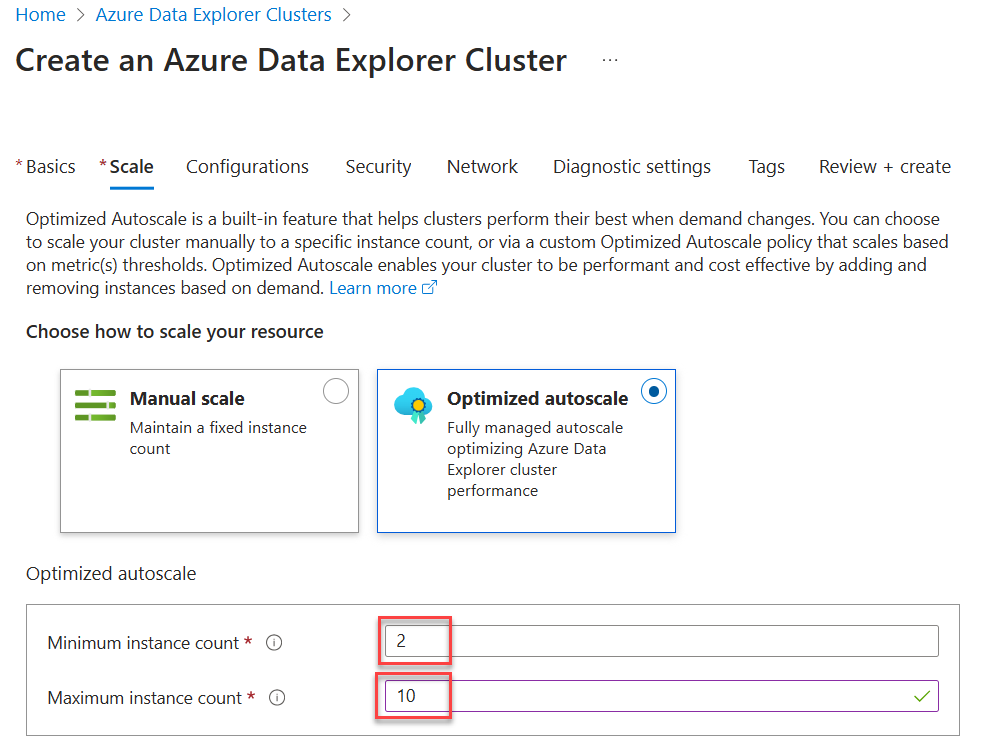 Home > Azure Data Explorer Clusters >
Create an Azure Data Explorer Cluster ...
* Basics * Scale Configurations Security Network Diagnostic settings Tags Review + create
Optimized Autoscale is a built-in feature that helps clusters perform their best when demand changes. You can choose
to scale your cluster manually to a specific instance count, or via a custom Optimized Autoscale policy that scales based
on metric(s) thresholds. Optimized Autoscale enables your cluster to be performant and cost effective by adding and
removing instances based on demand. Learn more
Choose how to scale your resource
Manual scale
Maintain a fixed instance
count
Optimized autoscale
Fully managed autoscale
optimizing Azure Data
Explorer cluster
performance
Optimized autoscale
Minimum instance count * 2
Maximum instance count * 10